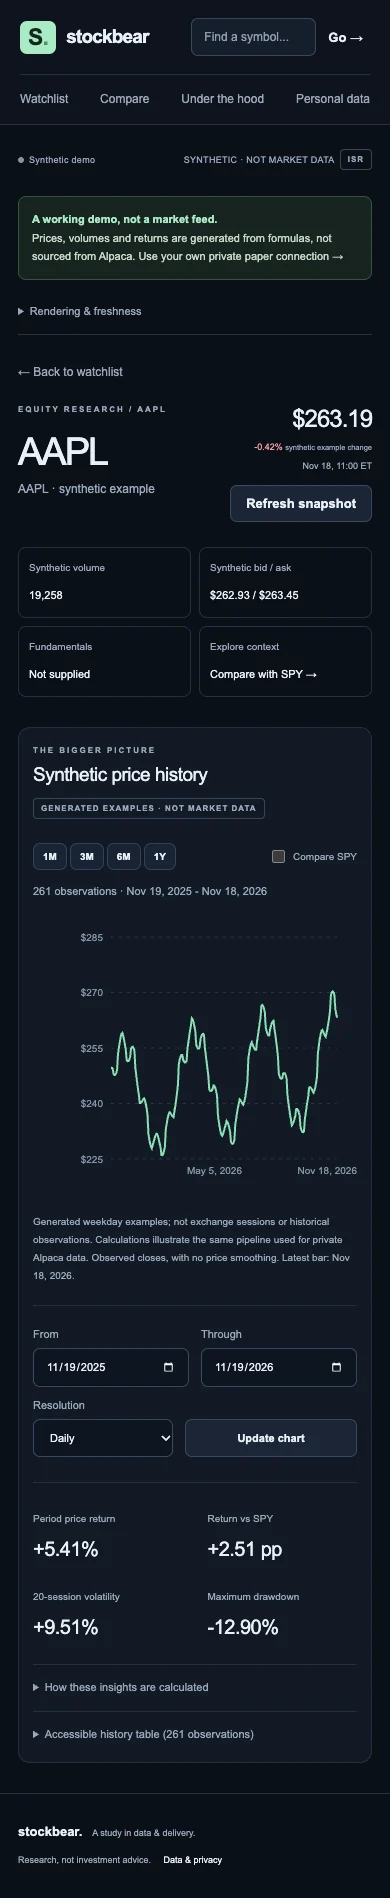 S. stockbear Find a symbol... Go →
Watchlist Compare Under the hood Personal data
Synthetic demo SYNTHETIC · NOT MARKET DATA ISR
A working demo, not a market feed.
Prices, volumes and returns are generated from formulas, not
sourced from Alpaca. Use your own private paper connection →
Rendering & freshness
← Back to watchlist
EQUITY RESEARCH / AAPL
$263.19
AAPL
-0.42% synthetic example change
Nov 18, 11:00 ET
AAPL · synthetic example
Refresh snapshot
Synthetic volume
19,258
Synthetic bid / ask
$262.93 / $263.45
Fundamentals
Not supplied
Explore context
Compare with SPY →
THE BIGGER PICTURE
Synthetic price history
GENERATED EXAMPLES · NOT MARKET DATA
1M 3M 6M 1Y Compare SPY
261 observations · Nov 19, 2025 - Nov 18, 2026
$285
$270
$255
$240
$225
May 5, 2026 Nov 18, 2026
Generated weekday examples; not exchange sessions or historical
observations. Calculations illustrate the same pipeline used for private
Alpaca data. Observed closes, with no price smoothing. Latest bar: Nov
18, 2026.
From Through
11/19/2025 11/19/2026
Resolution
Daily Update chart
Period price return
+5.41%
Return vs SPY
+2.51 pp
20-session volatility
+9.51%
Maximum drawdown
-12.90%
How these insights are calculated
Accessible history table (261 observations)
stockbear. A study in data & delivery.
Research, not investment advice. Data & privacy